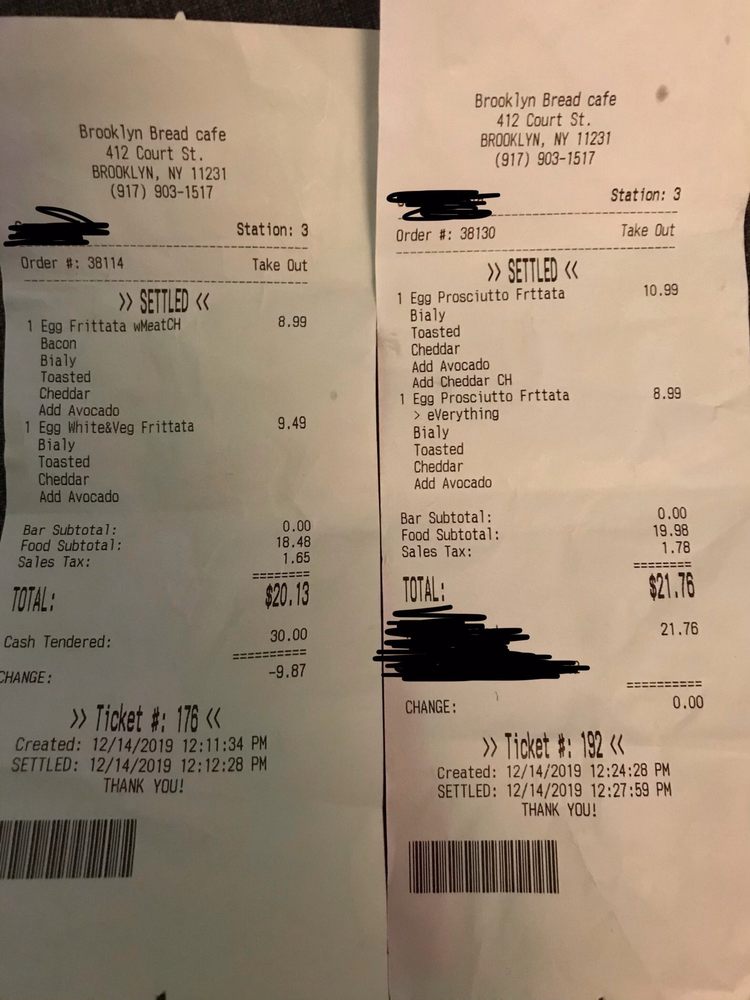 Brooklyn Bread cafe
412 Court St.
BROOKLYN, NY 11231
(917) 903-1517
Station: 3
Order #: 38114 Take Out
>> SETTLED <<
1 Egg Frittata wMeatCH 8.99
Bacon
Bialy
Toasted
Cheddar
Add Avocado
1 Egg White&Veg Frittata 9.49
Bialy
Toasted
Cheddar
Add Avocado
Bar Subtotal: 0.00
Food Subtotal: 18.48
Sales Tax: 1.65
========
TOTAL: $20.13
Cash Tendered: 30.00
==========
CHANGE: -9.87
>> Ticket #: 176 <<
Created: 12/14/2019 12:11:34 PM
SETTLED: 12/14/2019 12:12:28 PM
THANK YOU!
Brooklyn Bread cafe
412 Court St.
BROOKLYN, NY 11231
(917) 903-1517
Station: 3
Order #: 38130 Take Out
>> SETTLED <<
1 Egg Prosciutto Frttata 10.99
Bialy
Toasted
Cheddar
Add Avocado
Add Cheddar CH
1 Egg Prosciutto Frttata 8.99
> eVerything
Bialy
Toasted
Cheddar
Add Avocado
Bar Subtotal: 0.00
Food Subtotal: 19.98
Sales Tax: 1.78
========
TOTAL: $21.76
21.76
==========
CHANGE: 0.00
>> Ticket #: 192 <<
Created: 12/14/2019 12:24:28 PM
SETTLED: 12/14/2019 12:27:59 PM
THANK YOU!